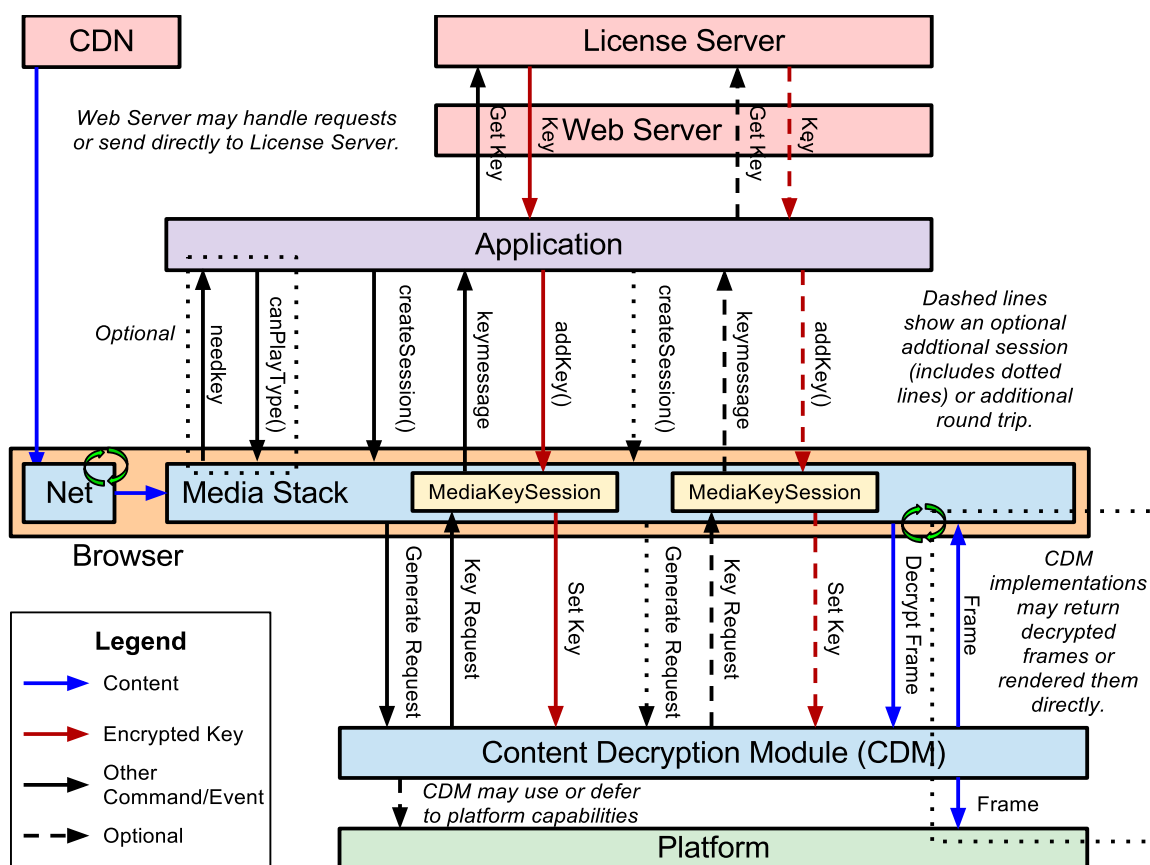 CDN
License Server
Web Server may handle requests
or send directly to License Server.
Get Key
Key
Get Key
Key
Web Server
Application
Optional
needkey
canPlayType()
createSession()
keymessage
addKey()
createSession()
keymessage
addKey()
Dashed lines
show an optional
addtional session
(includes dotted
lines) or additional
round trip.
Net
Media Stack
MediaKeySession
MediaKeySession
Browser
Generate Request
Key Request
Set Key
Generate Request
Key Request
Set Key
Decrypt Frame
Frame
CDM
implementations
may return
decrypted
frames or
rendered them
directly.
Legend
Content
Encrypted Key
Other
Command/Event
Optional
Content Decryption Module (CDM)
CDM may use or defer
to platform capabilities
Frame
Platform